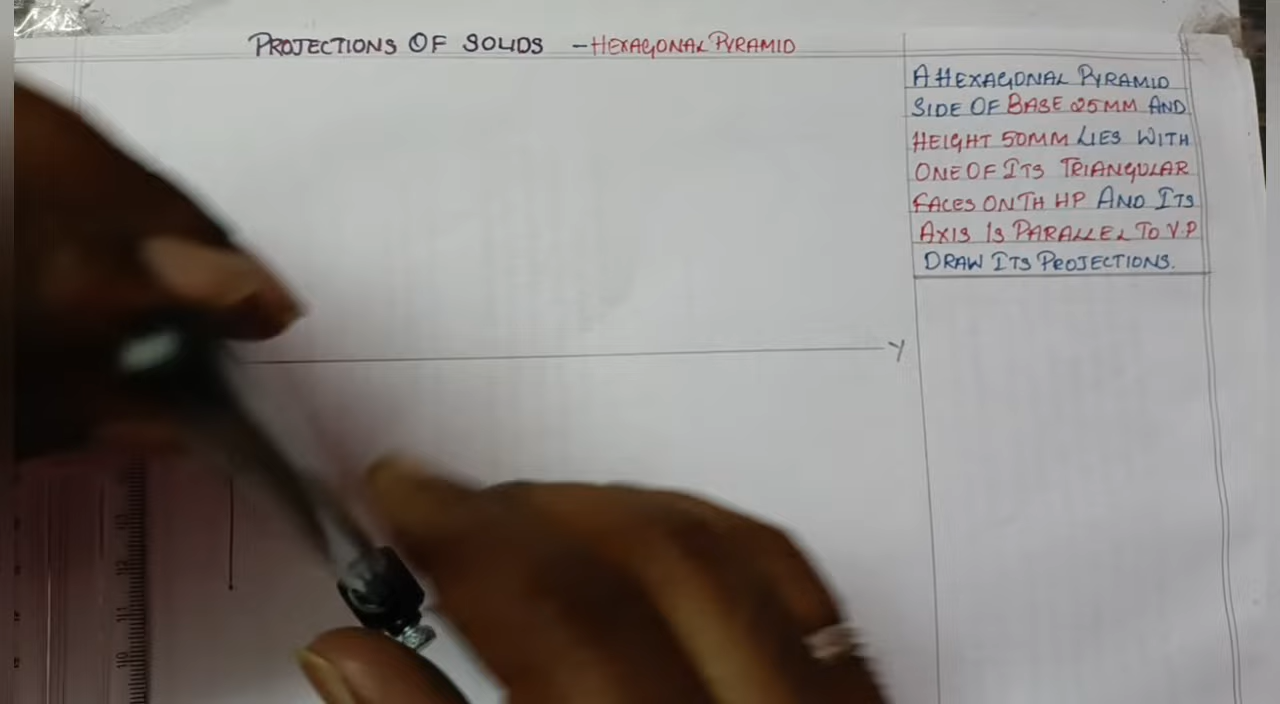 PROJECTIONS OF SOLIDS - HEXAGONAL PYRAMID
A HEXAGONAL PYRAMID
SIDE OF BASE 25MM AND
HEIGHT 50MM LIES WITH
ONE OF ITS TRIANGULAR
FACES ON TH HP AND ITS
AXIS IS PARALLEL TO V.P
DRAW ITS PROJECTIONS.
Y